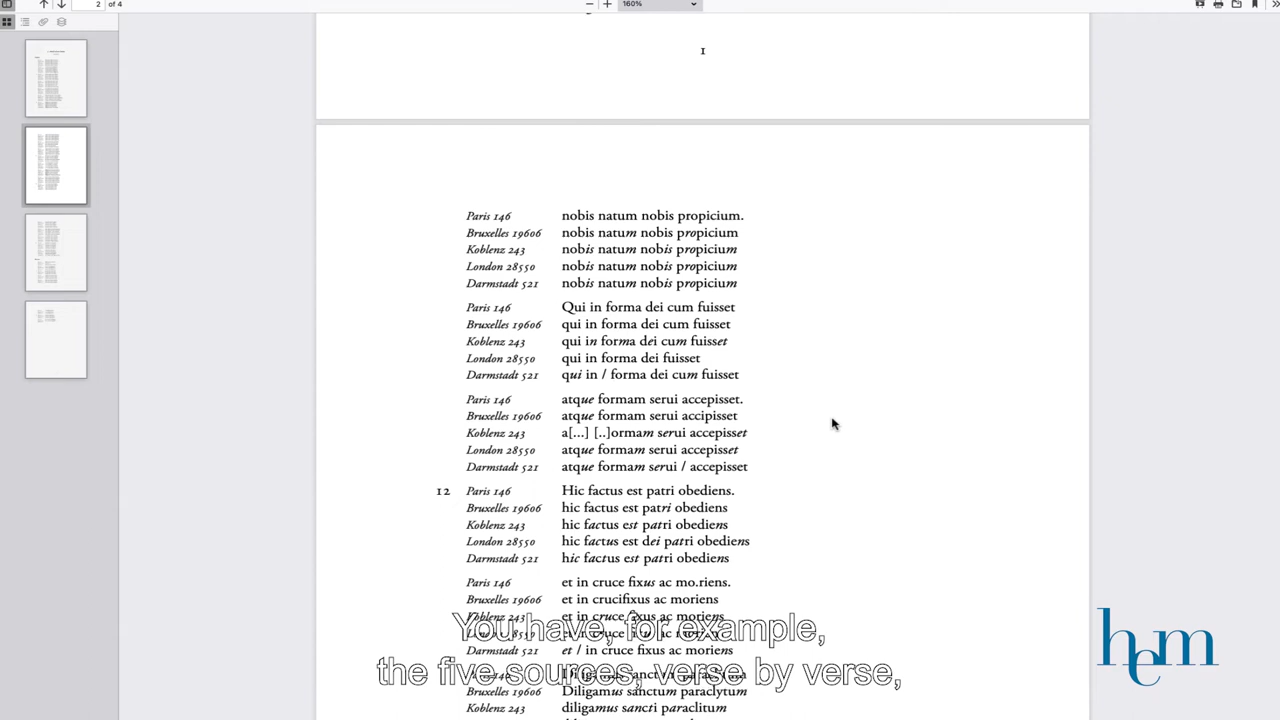 2 of 4
160%
1
Paris 146 nobis natum nobis propicium.
Bruxelles 19606 nobis natum nobis propicium
Koblenz 243 nobis natum nobis propicium
London 28550 nobis natum nobis propicium
Darmstadt 521 nobis natum nobis propicium
Paris 146 Qui in forma dei cum fuisset
Bruxelles 19606 qui in forma dei cum fuisset
Koblenz 243 qui in forma dei cum fuisset
London 28550 qui in forma dei fuisset
Darmstadt 521 qui in / forma dei cum fuisset
Paris 146 atque formam serui accepisset.
Bruxelles 19606 atque formam serui accipisset
Koblenz 243 a[...] [..]ormam serui accepisset
London 28550 atque formam serui accepisset
Darmstadt 521 atque formam serui / accepisset
12 Paris 146 Hic factus est patri obediens.
Bruxelles 19606 hic factus est patri obediens
Koblenz 243 hic factus est patri obediens
London 28550 hic factus est dei patri obediens
Darmstadt 521 hic factus est patri obediens
Paris 146 et in cruce fixus ac mo.riens.
Bruxelles 19606 et in crucifixus ac moriens
Koblenz 243 et in cruce fixus ac moriens
You have, for example,
Darmstadt 521 et / in cruce fixus ac moriens
the five sources, verse by verse,
Bruxelles 19606 Diligamus sanctum paraclytum
Koblenz 243 diligamus sancti paraclitum
hem